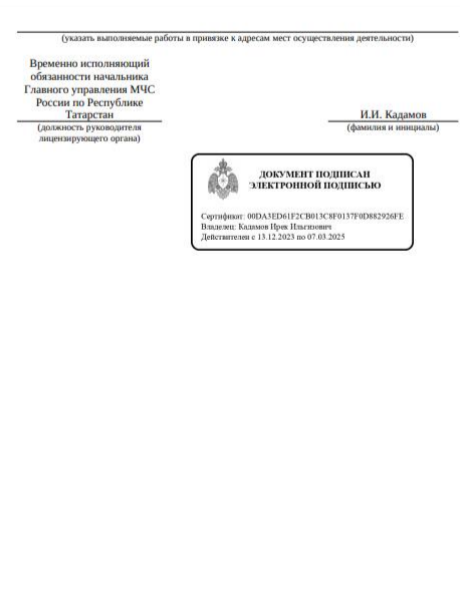 (указать выполняемые работы в привязке к адресам мест осуществления деятельности)
Временно исполняющий
обязанности начальника
Главного управления МЧС
России по Республике
Татарстан
(должность руководителя
лицензирующего органа)
И.И. Кадамов
(фамилия и инициалы)
ДОКУМЕНТ ПОДПИСАН
ЭЛЕКТРОННОЙ ПОДПИСЬЮ
Сертификат: 00DA3ED61F2CB013C8F0137F0D882926FE
Владелец: Кадамов Ирек Ильгизович
Действителен с 13.12.2023 по 07.03.2025